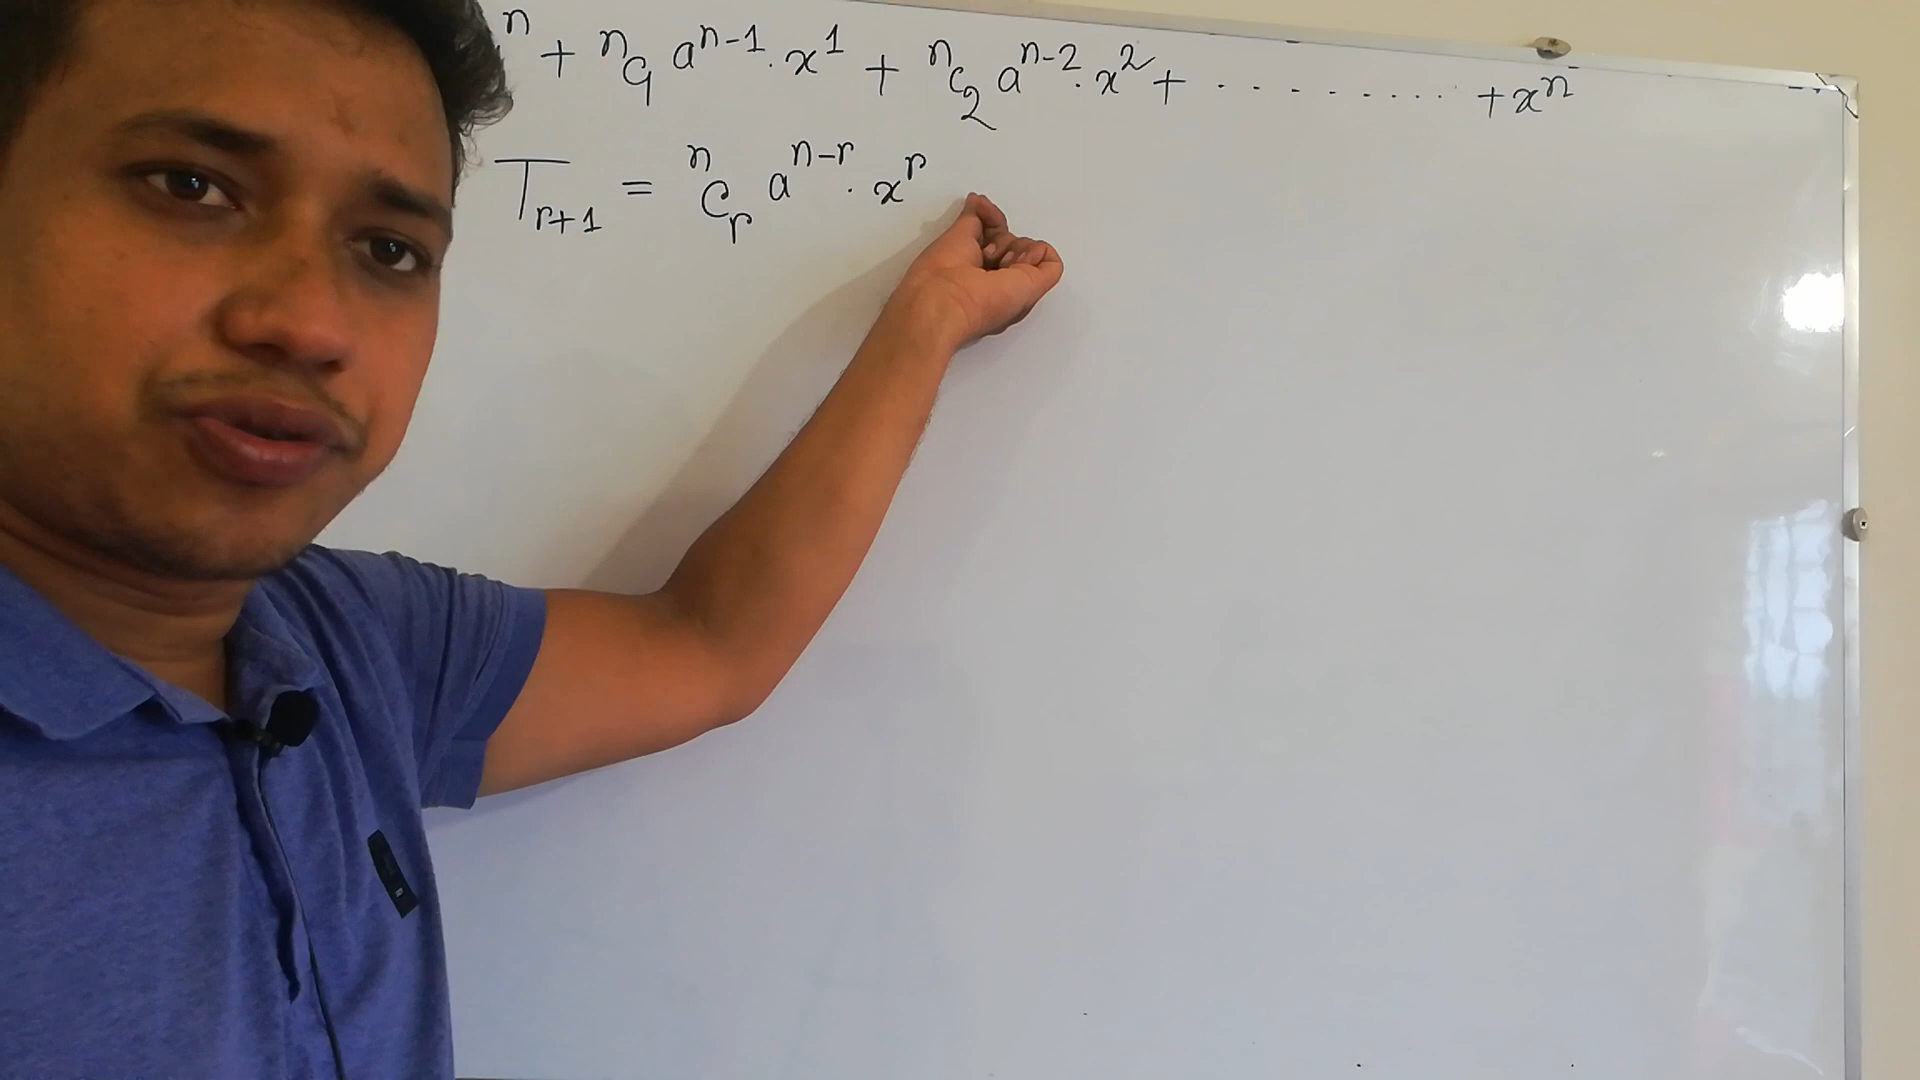 ⁿ + ⁿC₁ aⁿ⁻¹ . x¹ + ⁿC₂ aⁿ⁻² . x² + . . . . . . . . . + xⁿ
Tᵣ₊₁ = ⁿCᵣ aⁿ⁻ʳ . xʳ